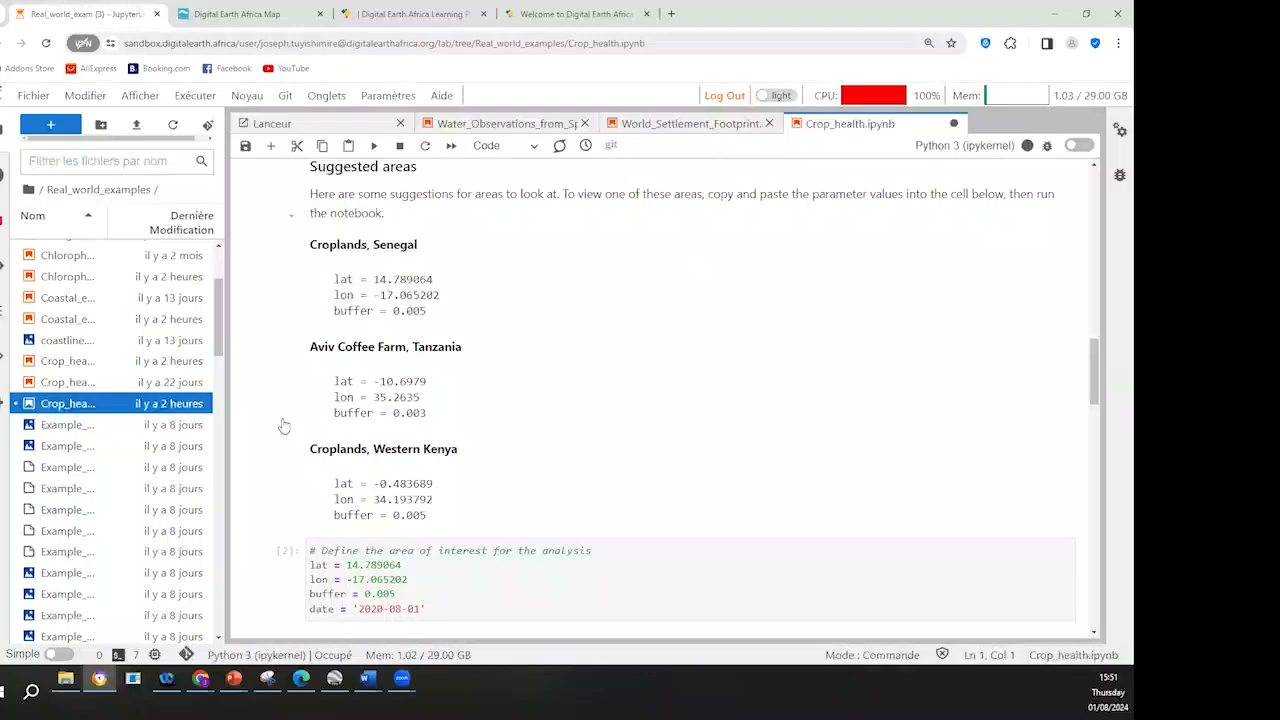 Real_world_exam (3) - JupyterL
Digital Earth Africa Map
| Digital Earth Africa Learning P
Welcome to Digital Earth Africa
VPN
sandbox.digitalearth.africa/user/joseph.tuyishimire@digitalearthafrica.org/lab/tree/Real_world_examples/Crop_health.ipynb
Addons Store
AliExpress
Booking.com
Facebook
YouTube
Fichier
Modifier
Afficher
Exécuter
Noyau
Git
Onglets
Paramètres
Aide
Log Out
light
CPU:
100%
Mem:
1.03 / 29.00 GB
Lanceur
Water_Observations_from_Sp
World_Settlement_Footprint.
Crop_health.ipynb
Code
git
Python 3 (ipykernel)
Filtrer les fichiers par nom
/ Real_world_examples /
Nom
Dernière Modification
Chloroph... il y a 2 mois
Chloroph... il y a 2 heures
Coastal_e... il y a 13 jours
Coastal_e... il y a 2 heures
coastline.... il y a 13 jours
Crop_hea... il y a 2 heures
Crop_hea... il y a 22 jours
Crop_hea... il y a 2 heures
Example_... il y a 8 jours
Example_... il y a 8 jours
Example_... il y a 8 jours
Example_... il y a 8 jours
Example_... il y a 8 jours
Example_... il y a 8 jours
Example_... il y a 8 jours
Example_... il y a 8 jours
Example_... il y a 8 jours
Example_... il y a 8 jours
Example_... il y a 8 jours
Suggested areas
Here are some suggestions for areas to look at. To view one of these areas, copy and paste the parameter values into the cell below, then run
the notebook.
Croplands, Senegal
lat = 14.789064
lon = -17.065202
buffer = 0.005
Aviv Coffee Farm, Tanzania
lat = -10.6979
lon = 35.2635
buffer = 0.003
Croplands, Western Kenya
lat = -0.483689
lon = 34.193792
buffer = 0.005
[2]:
# Define the area of interest for the analysis
lat = 14.789064
lon = -17.065202
buffer = 0.005
date = '2020-08-01'
Simple
0
7
Python 3 (ipykernel) | Occupé
Mem: 1.02 / 29.00 GB
Mode : Commande
Ln 1, Col 1
Crop_health.ipynb
15:51
Thursday
01/08/2024